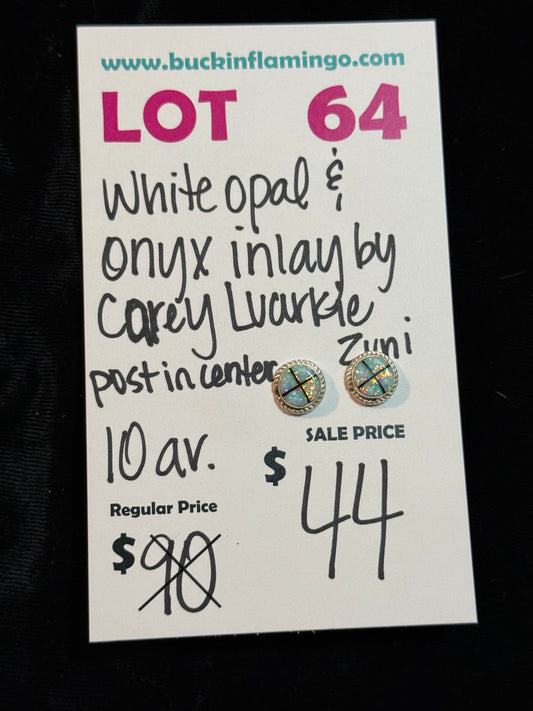 www.buckinflamingo.com
LOT 64
White opal &
onyx inlay by
Carey Luarkie
Zuni
post in center
10 av.
SALE PRICE
$ 44
Regular Price
$ 90